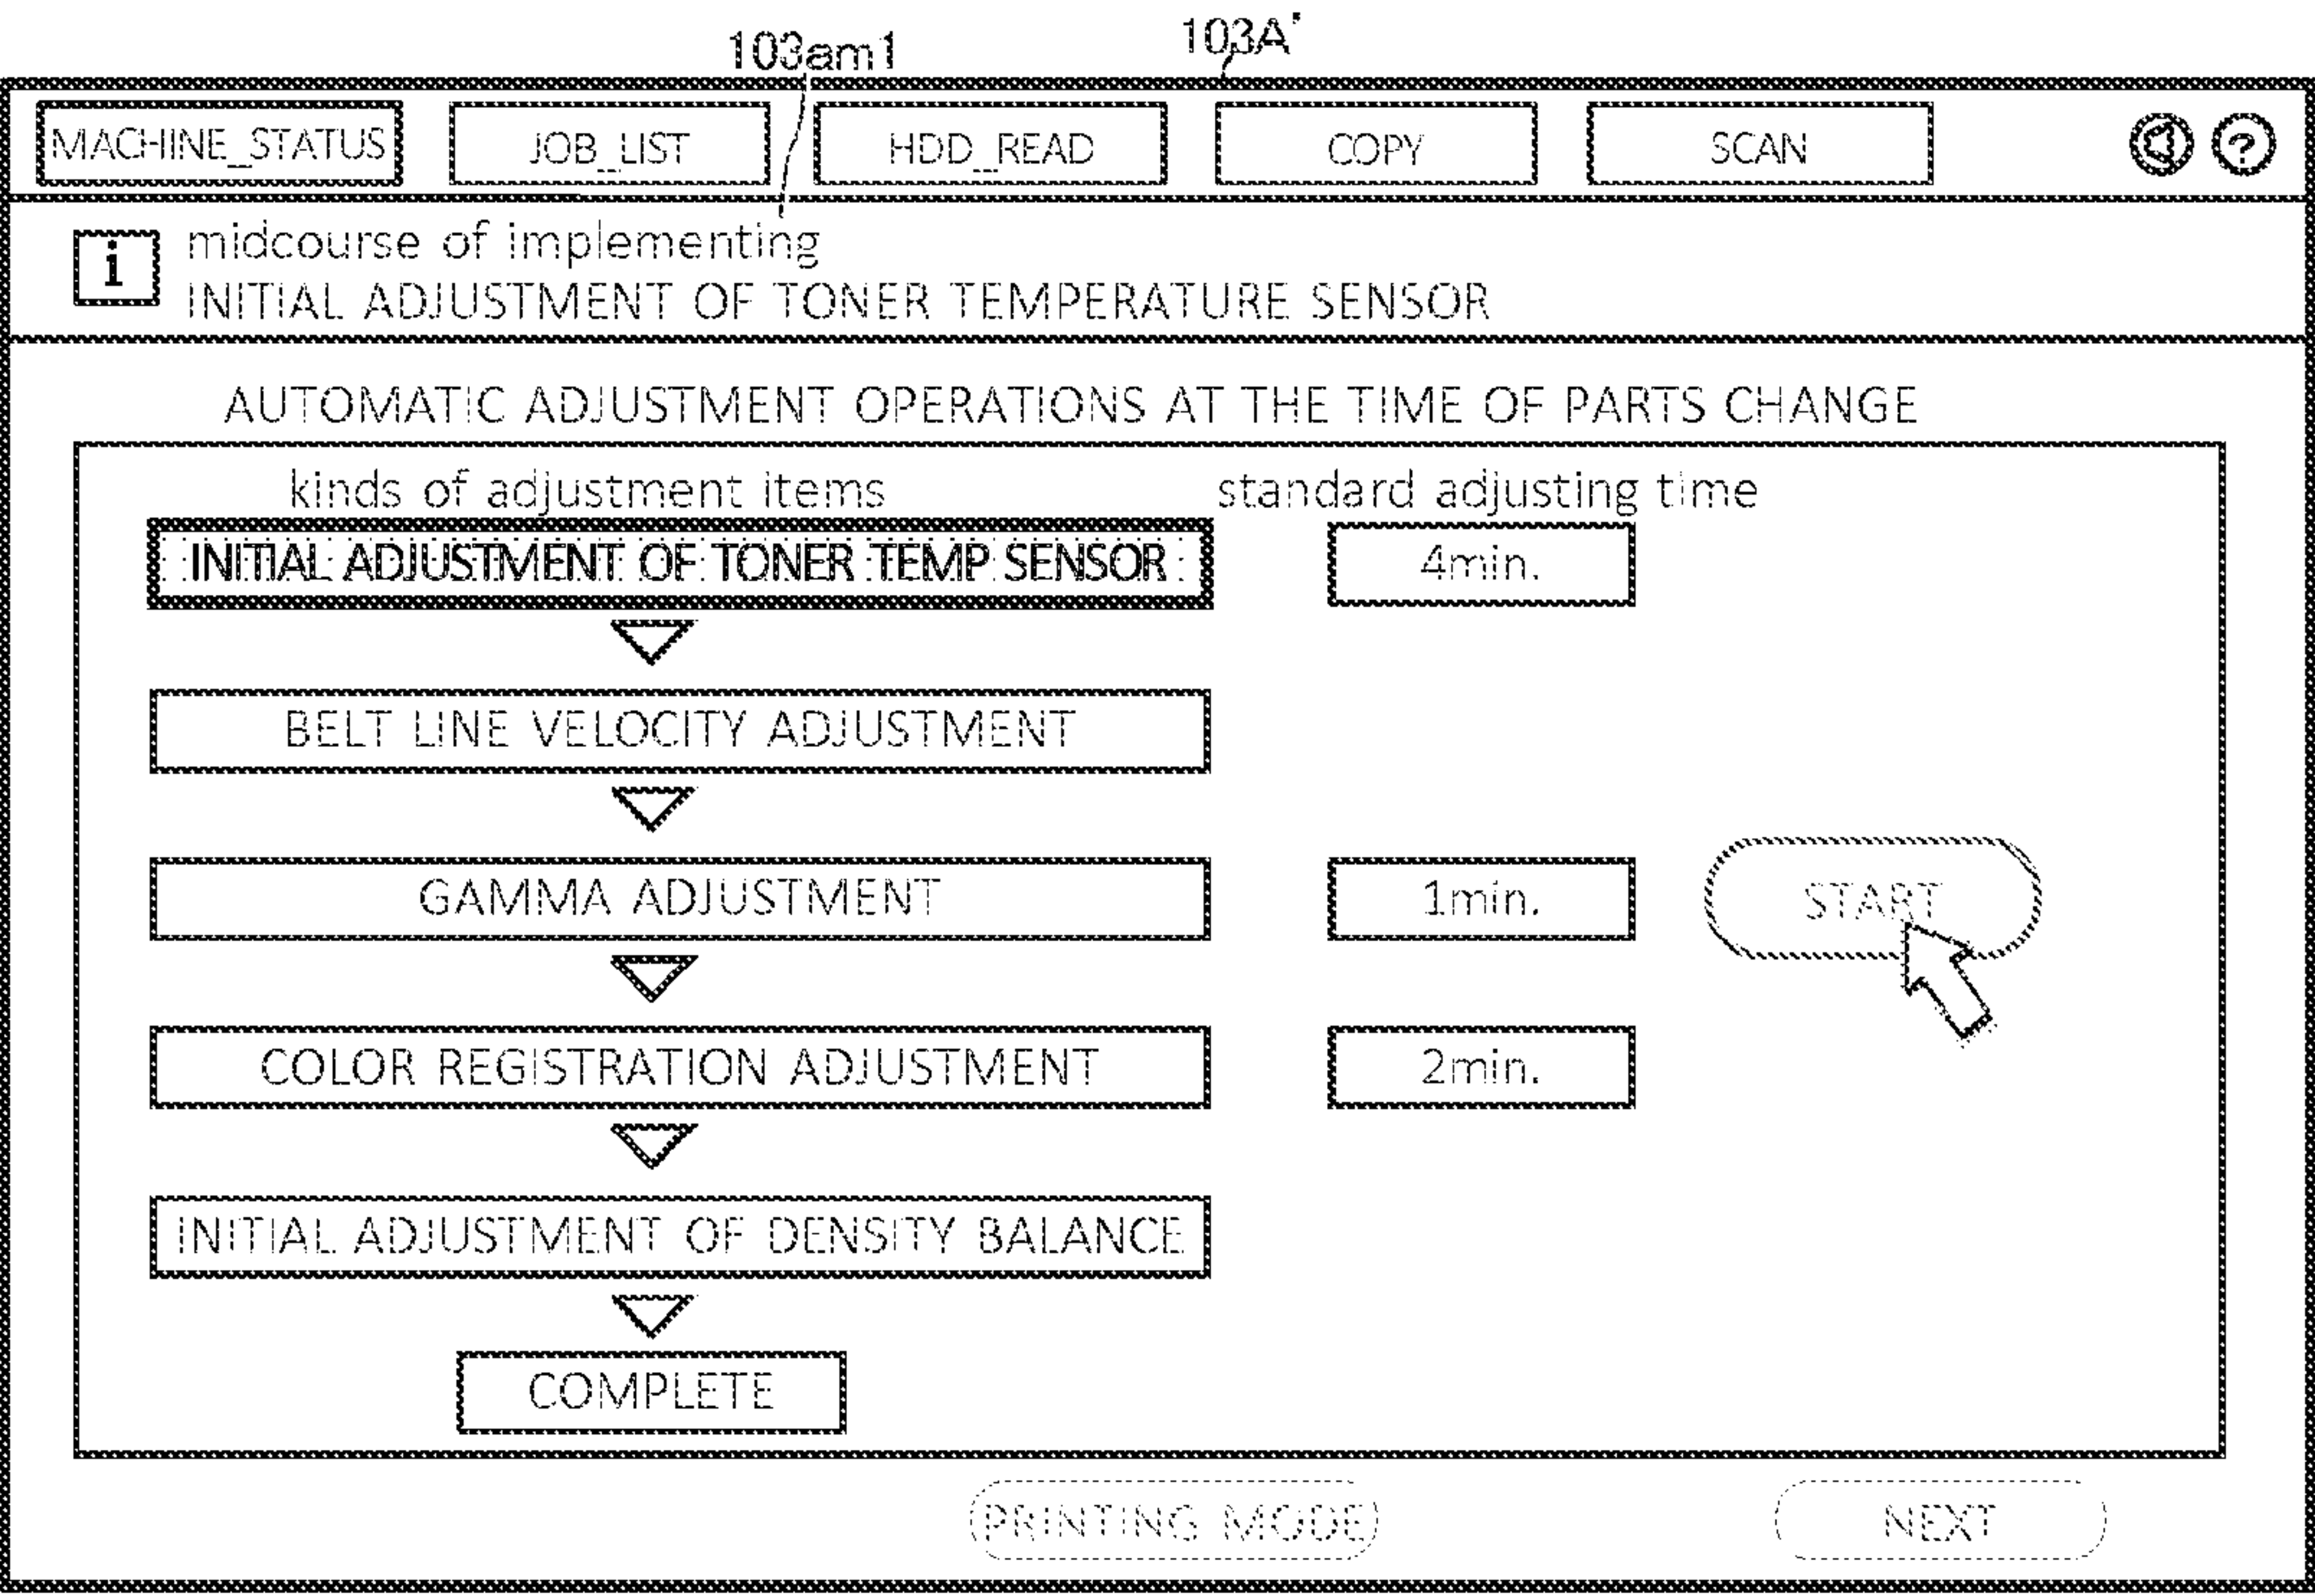 103am1 103A'
MACHINE_STATUS JOB_LIST HDD_READ COPY SCAN ?
i midcourse of implementing
INITIAL ADJUSTMENT OF TONER TEMPERATURE SENSOR
AUTOMATIC ADJUSTMENT OPERATIONS AT THE TIME OF PARTS CHANGE
kinds of adjustment items standard adjusting time
INITIAL ADJUSTMENT OF TONER TEMP SENSOR 4min.
BELT LINE VELOCITY ADJUSTMENT
GAMMA ADJUSTMENT 1min. START
COLOR REGISTRATION ADJUSTMENT 2min.
INITIAL ADJUSTMENT OF DENSITY BALANCE
COMPLETE
PRINTING MODE NEXT